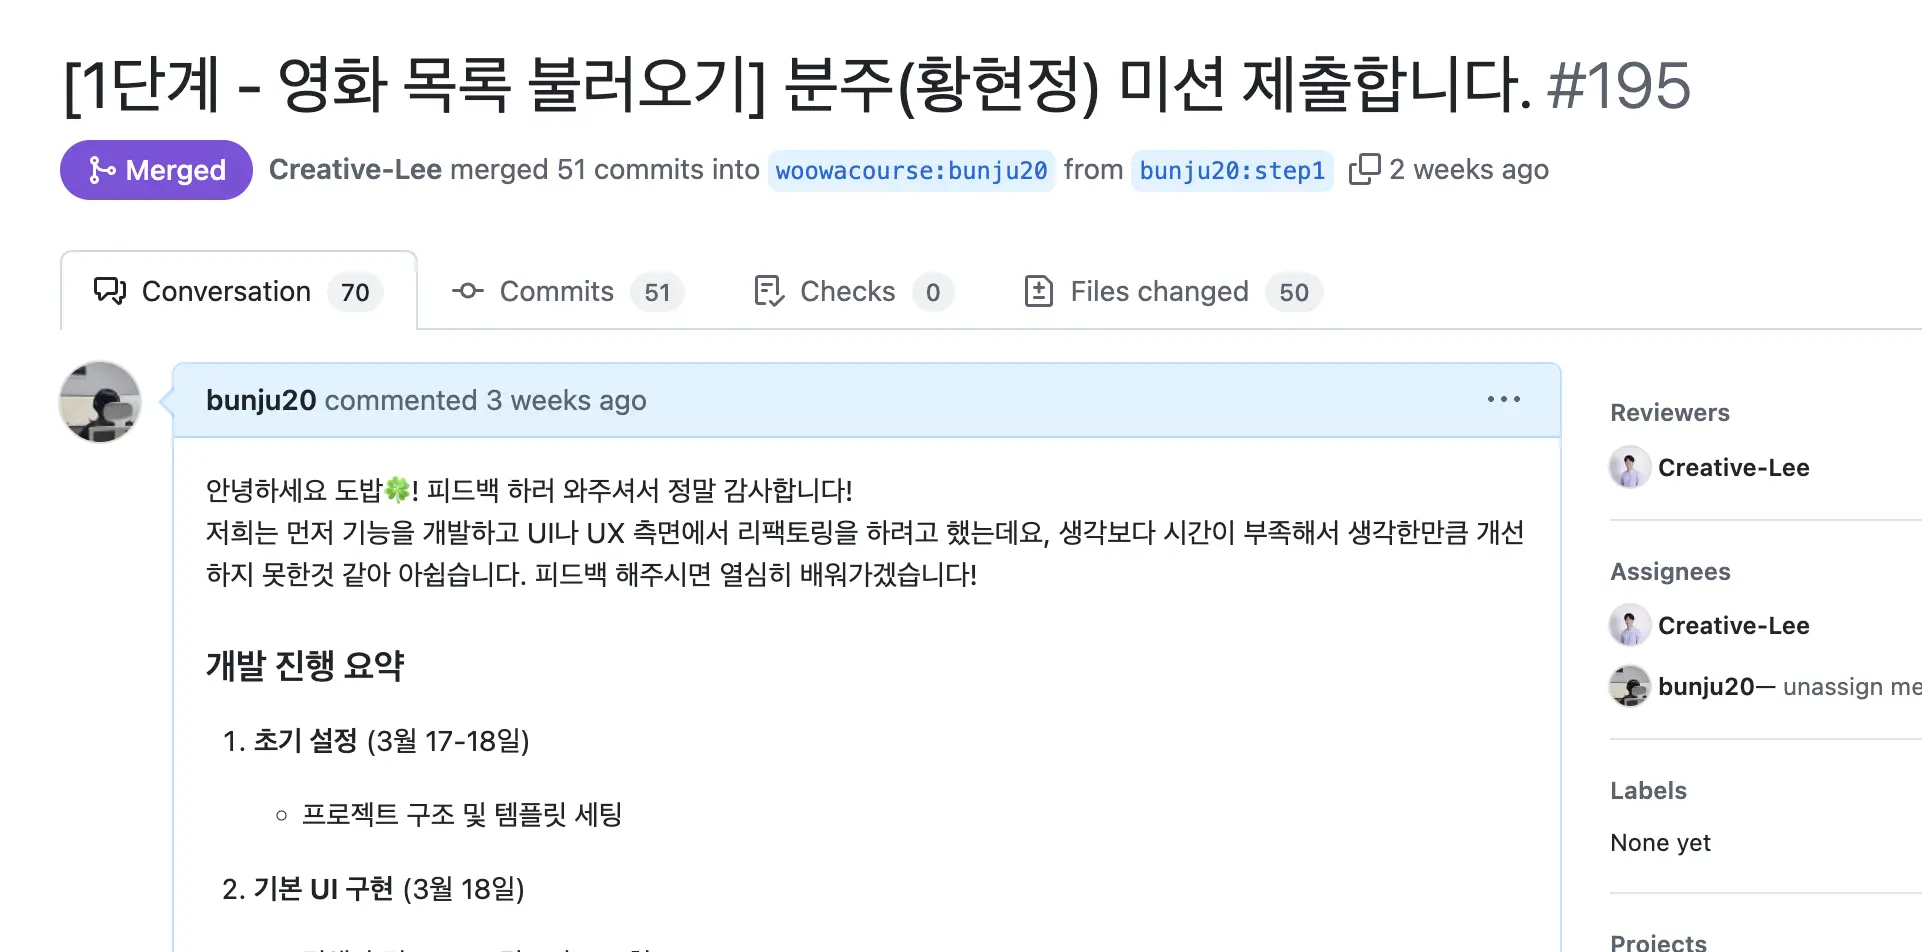 [1단계 - 영화 목록 불러오기] 분주(황현정) 미션 제출합니다. #195
Merged Creative-Lee merged 51 commits into woowacourse:bunju20 from bunju20:step1 2 weeks ago
Conversation 70 Commits 51 Checks 0 Files changed 50
bunju20 commented 3 weeks ago
안녕하세요 도밥🍀! 피드백 하러 와주셔서 정말 감사합니다!
저희는 먼저 기능을 개발하고 UI나 UX 측면에서 리팩토링을 하려고 했는데요, 생각보다 시간이 부족해서 생각한만큼 개선
하지 못한것 같아 아쉽습니다. 피드백 해주시면 열심히 배워가겠습니다!
개발 진행 요약
1. 초기 설정 (3월 17-18일)
프로젝트 구조 및 템플릿 세팅
2. 기본 UI 구현 (3월 18일)
Reviewers
Creative-Lee
Assignees
Creative-Lee
bunju20— unassign me
Labels
None yet
Projects